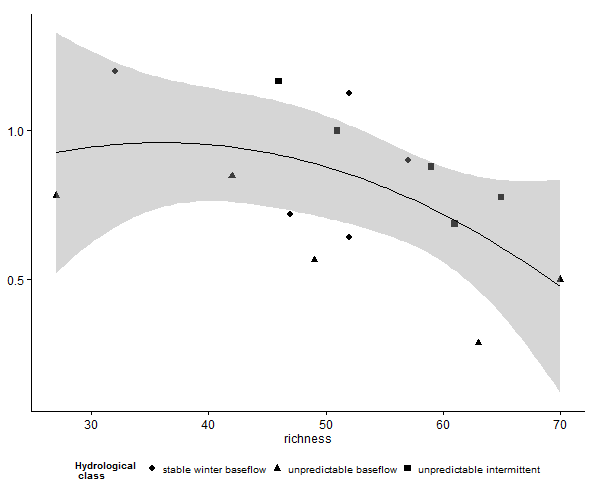 1.0
0.5
30 40 50 60 70
richness
Hydrological
class
stable winter baseflow unpredictable baseflow unpredictable intermittent